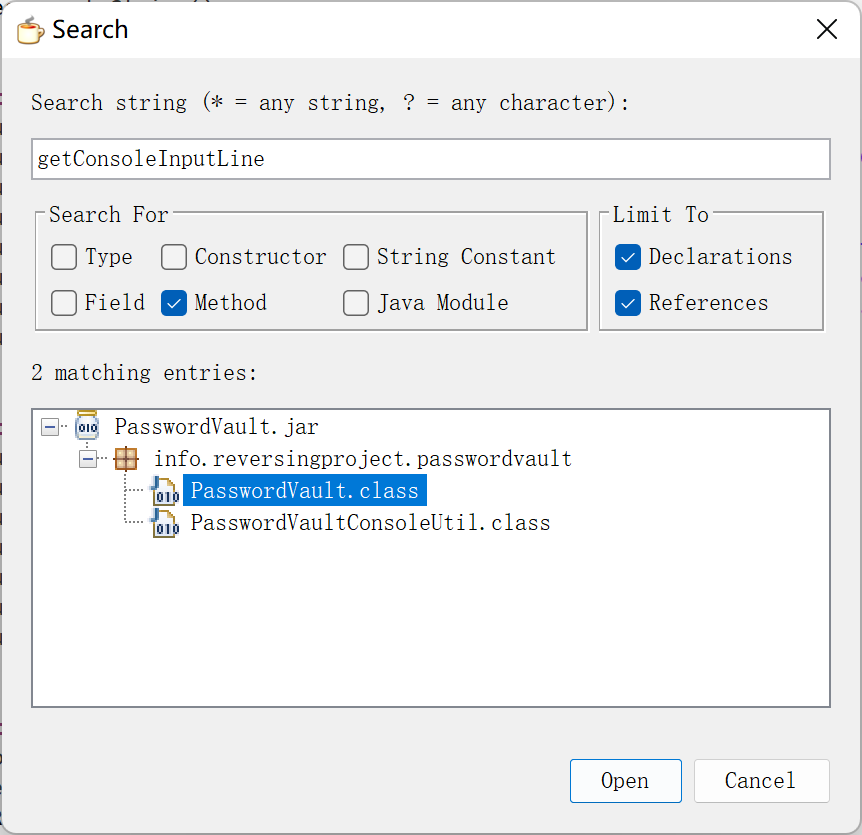 Search
Search string (* = any string, ? = any character):
getConsoleInputLine
Search For
Limit To
Type Constructor String Constant
Declarations
Field Method Java Module
References
2 matching entries:
PasswordVault.jar
info.reversingproject.passwordvault
PasswordVault.class
PasswordVaultConsoleUtil.class
Open Cancel